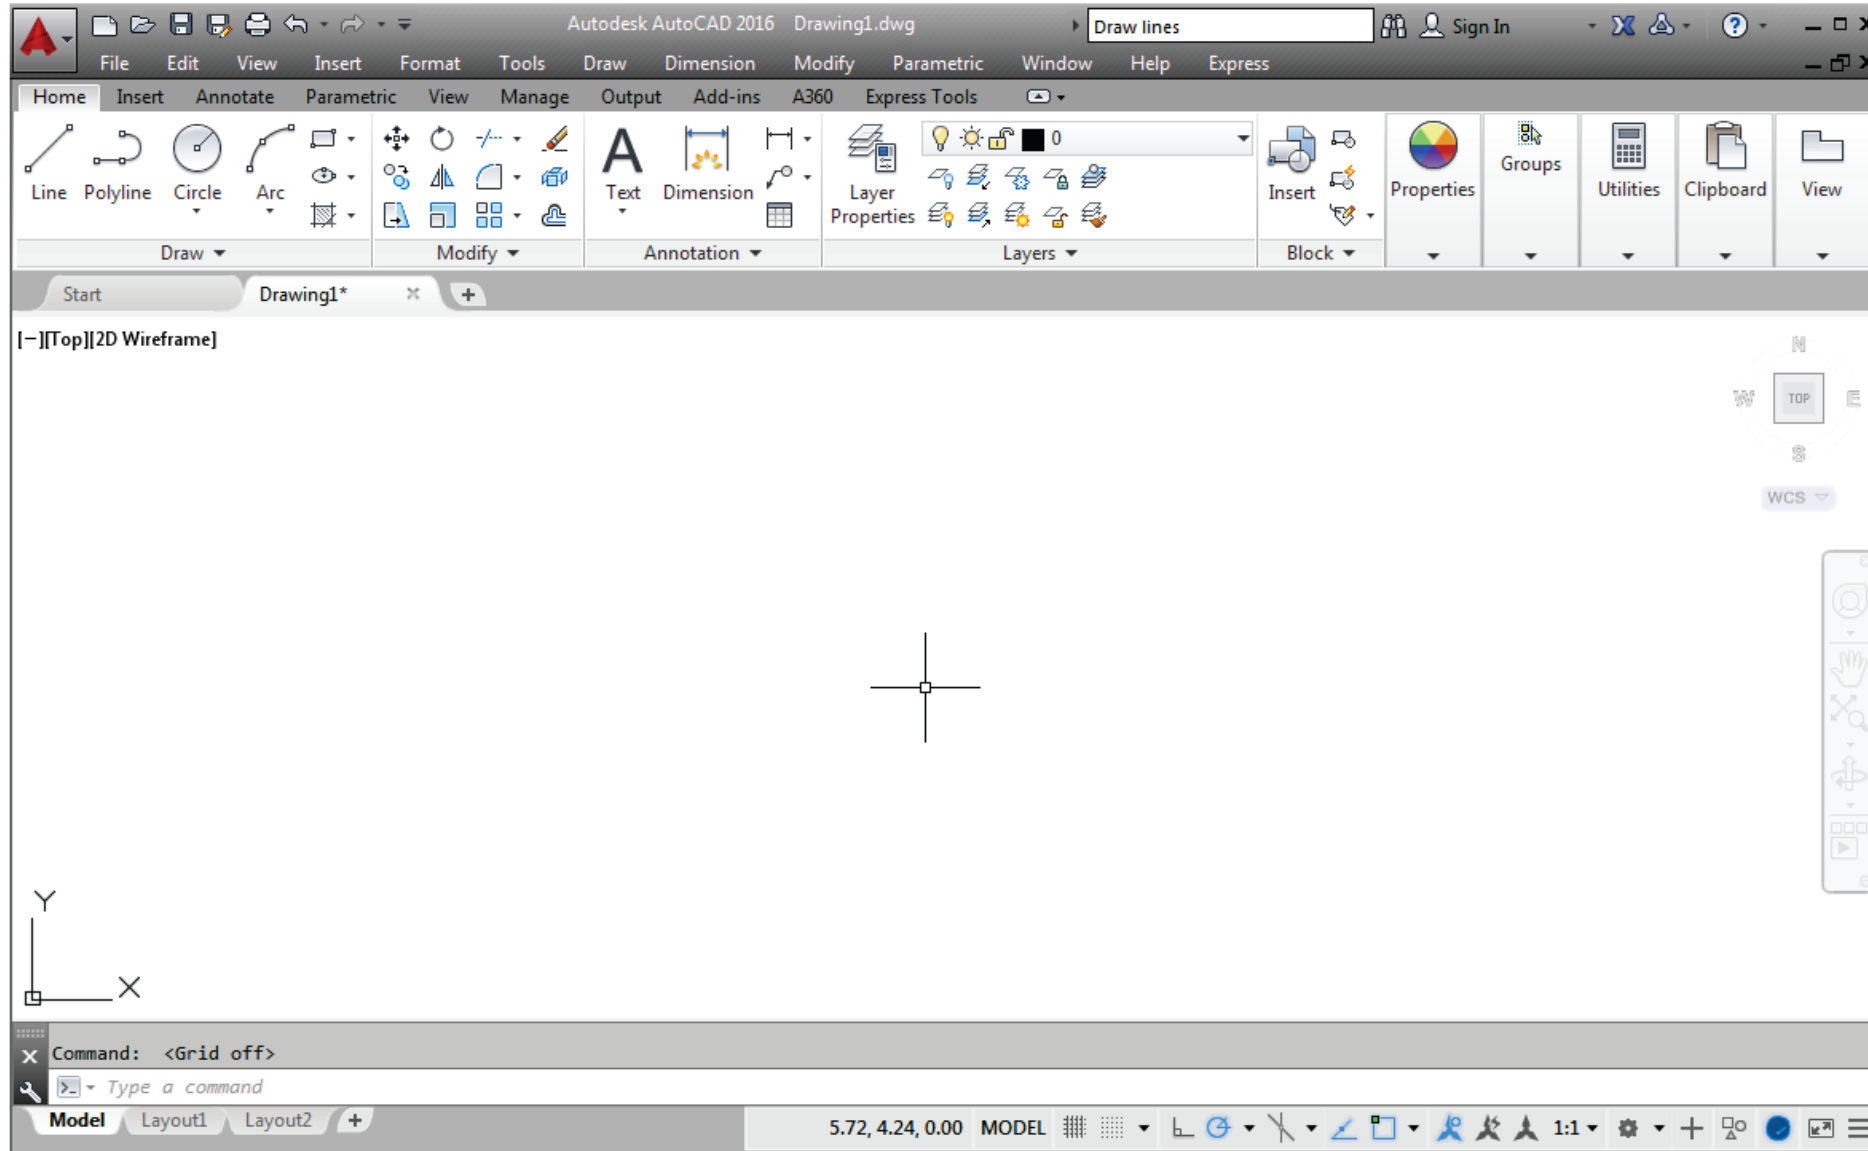 Autodesk AutoCAD 2016 Drawing1.dwg Draw lines Sign In
File Edit View Insert Format Tools Draw Dimension Modify Parametric Window Help Express
Home Insert Annotate Parametric View Manage Output Add-ins A360 Express Tools
0
Line Polyline Circle Arc Text Dimension Layer Properties Insert Properties Groups Utilities Clipboard View
Draw Modify Annotation Layers Block
Start Drawing1*
[−][Top][2D Wireframe]
N
W TOP E
S
WCS
Y
X
Command: <Grid off>
Type a command
Model Layout1 Layout2
5.72, 4.24, 0.00 MODEL 1:1